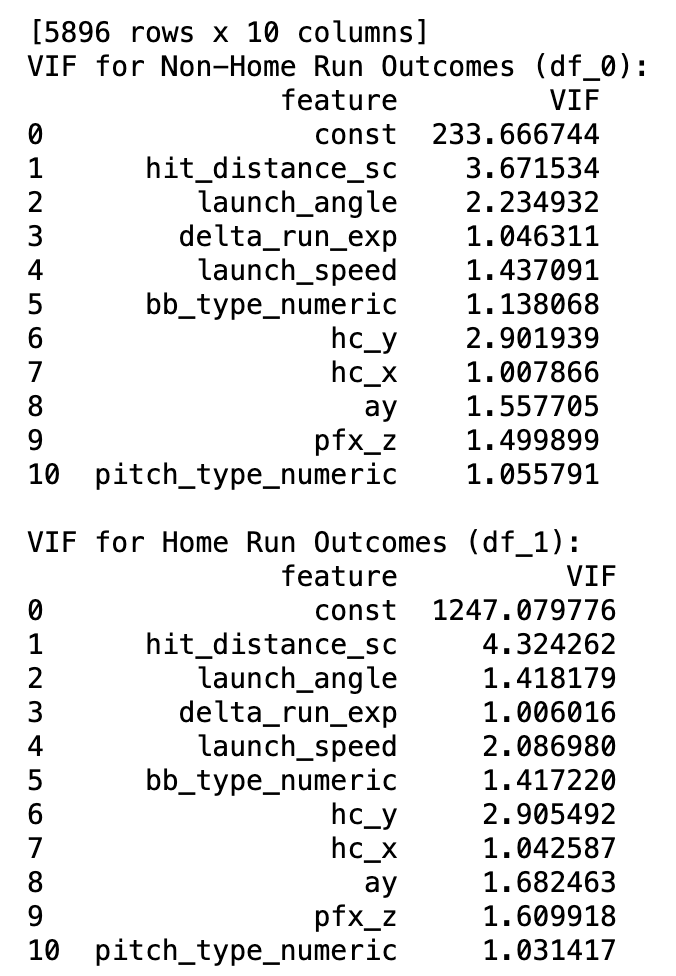 [5896 rows x 10 columns]
VIF for Non-Home Run Outcomes (df_0):
feature VIF
0 const 233.666744
1 hit_distance_sc 3.671534
2 launch_angle 2.234932
3 delta_run_exp 1.046311
4 launch_speed 1.437091
5 bb_type_numeric 1.138068
6 hc_y 2.901939
7 hc_x 1.007866
8 ay 1.557705
9 pfx_z 1.499899
10 pitch_type_numeric 1.055791
VIF for Home Run Outcomes (df_1):
feature VIF
0 const 1247.079776
1 hit_distance_sc 4.324262
2 launch_angle 1.418179
3 delta_run_exp 1.006016
4 launch_speed 2.086980
5 bb_type_numeric 1.417220
6 hc_y 2.905492
7 hc_x 1.042587
8 ay 1.682463
9 pfx_z 1.609918
10 pitch_type_numeric 1.031417